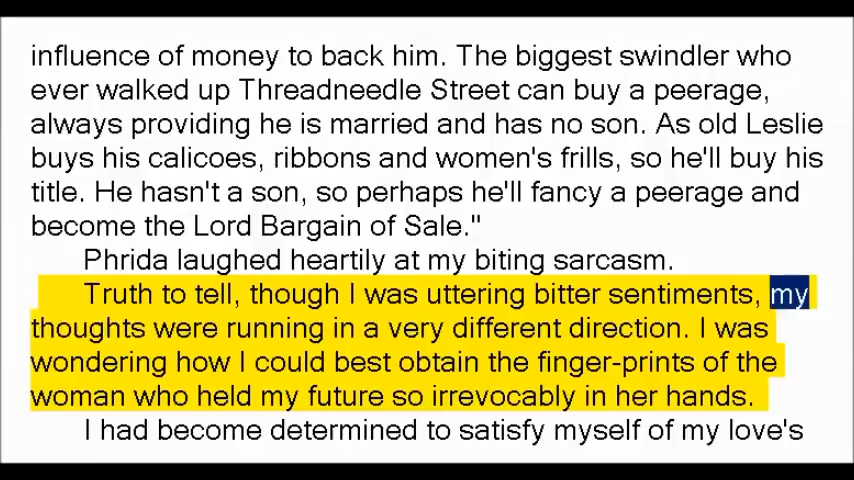 influence of money to back him. The biggest swindler who
ever walked up Threadneedle Street can buy a peerage,
always providing he is married and has no son. As old Leslie
buys his calicoes, ribbons and women's frills, so he'll buy his
title. He hasn't a son, so perhaps he'll fancy a peerage and
become the Lord Bargain of Sale."
Phrida laughed heartily at my biting sarcasm.
Truth to tell, though I was uttering bitter sentiments, my
thoughts were running in a very different direction. I was
wondering how I could best obtain the finger-prints of the
woman who held my future so irrevocably in her hands.
I had become determined to satisfy myself of my love's